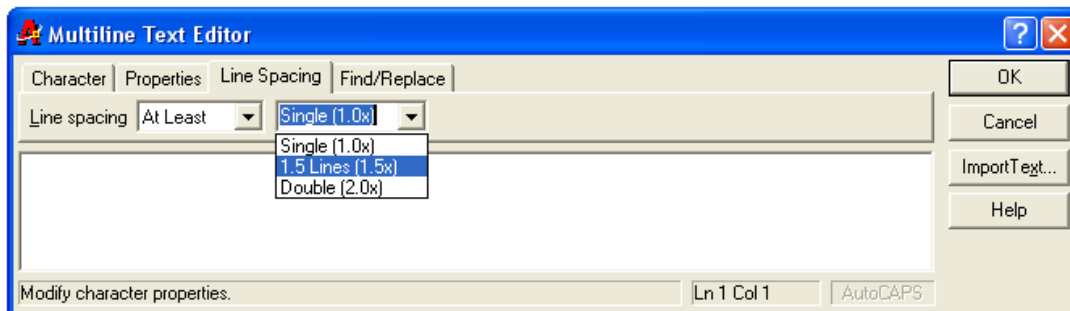 Multiline Text Editor
Character Properties Line Spacing Find/Replace
OK
Line spacing At Least Single (1.0x)
Cancel
Single (1.0x)
1.5 Lines (1.5x)
Double (2.0x)
ImportText...
Help
Modify character properties. Ln 1 Col 1 AutoCAPS